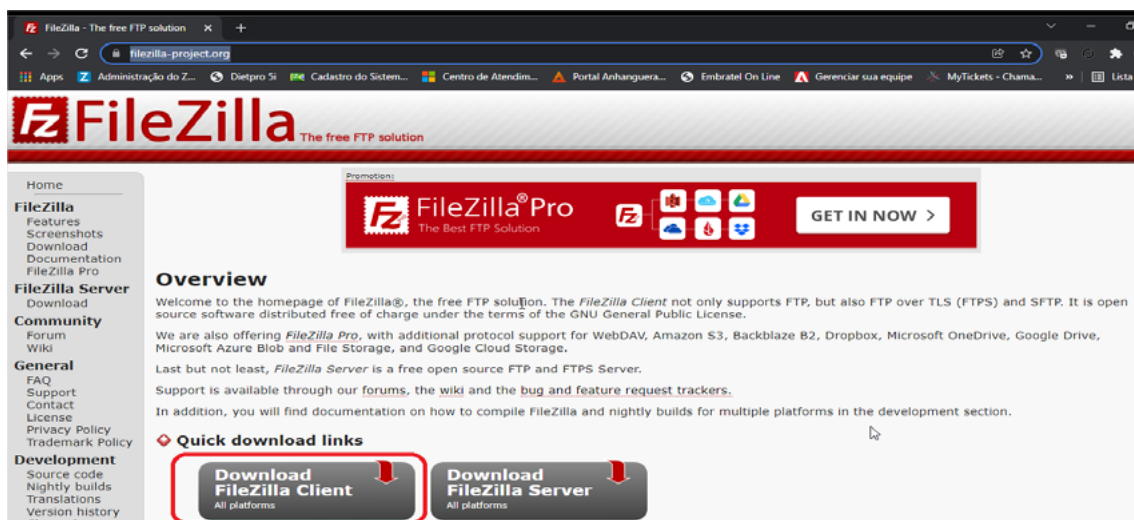 FileZilla - The free FTP solution
filezilla-project.org
Apps Administração do Z... Dietpro 5i Cadastro do Sistem... Centro de Atendim... Portal Anhanguera... Embratel On Line Gerenciar sua equipe MyTickets - Chama... » Lista
FileZilla The free FTP solution
Home
FileZilla
Features
Screenshots
Download
Documentation
FileZilla Pro
FileZilla Server
Download
Community
Forum
Wiki
General
FAQ
Support
Contact
License
Privacy Policy
Trademark Policy
Development
Source code
Nightly builds
Translations
Version history
Promotion:
FileZilla®Pro
The Best FTP Solution
GET IN NOW >
Overview
Welcome to the homepage of FileZilla®, the free FTP solution. The FileZilla Client not only supports FTP, but also FTP over TLS (FTPS) and SFTP. It is open
source software distributed free of charge under the terms of the GNU General Public License.
We are also offering FileZilla Pro, with additional protocol support for WebDAV, Amazon S3, Backblaze B2, Dropbox, Microsoft OneDrive, Google Drive,
Microsoft Azure Blob and File Storage, and Google Cloud Storage.
Last but not least, FileZilla Server is a free open source FTP and FTPS Server.
Support is available through our forums, the wiki and the bug and feature request trackers.
In addition, you will find documentation on how to compile FileZilla and nightly builds for multiple platforms in the development section.
Quick download links
Download
FileZilla Client
All platforms
Download
FileZilla Server
All platforms